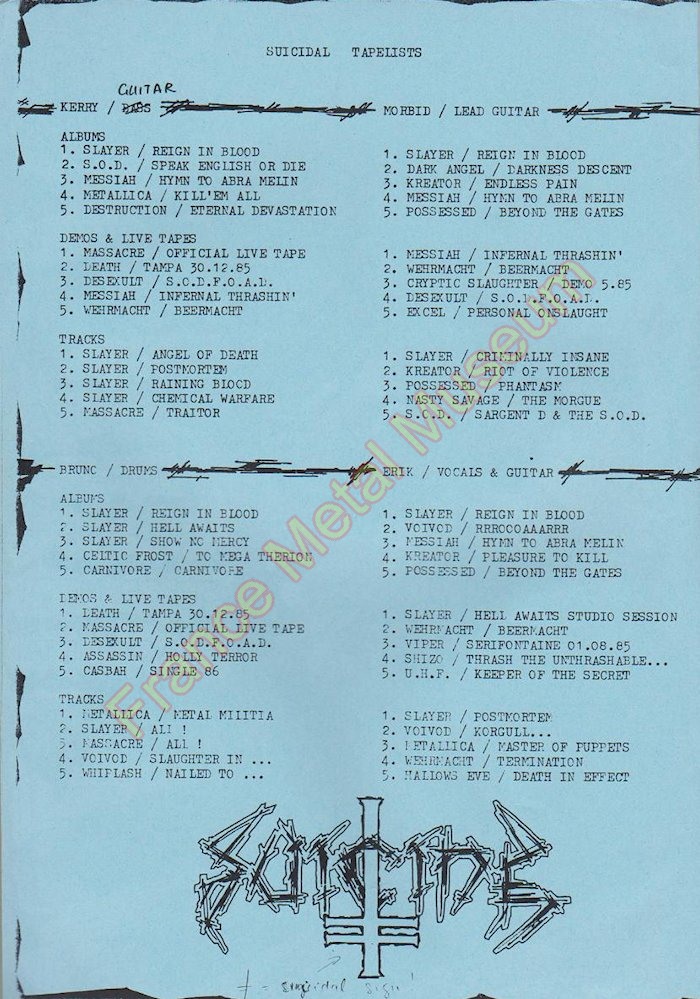 SUICIDAL TAPELISTS
GUITAR
KERRY / BASS
ALBUMS
1. SLAYER / REIGN IN BLOOD
2. S.O.D. / SPEAK ENGLISH OR DIE
3. MESSIAH / HYMN TO ABRA MELIN
4. METALLICA / KILL'EM ALL
5. DESTRUCTION / ETERNAL DEVASTATION
DEMOS & LIVE TAPES
1. MASSACRE / OFFICIAL LIVE TAPE
2. DEATH / TAMPA 30.12.85
3. DESEXULT / S.O.D.F.O.A.D.
4. MESSIAH / INFERNAL THRASHIN'
5. WEHRMACHT / BEERMACHT
TRACKS
1. SLAYER / ANGEL OF DEATH
2. SLAYER / POSTMORTEM
3. SLAYER / RAINING BLOOD
4. SLAYER / CHEMICAL WARFARE
5. MASSACRE / TRAITOR
MORBID / LEAD GUITAR
1. SLAYER / REIGN IN BLOOD
2. DARK ANGEL / DARKNESS DESCENT
3. KREATOR / ENDLESS PAIN
4. MESSIAH / HYMN TO ABRA MELIN
5. POSSESSED / BEYOND THE GATES
1. MESSIAH / INFERNAL THRASHIN'
2. WEHRMACHT / BEERMACHT
3. CRYPTIC SLAUGHTER / DEMO 5.85
4. DESEXULT / S.O.D.F.O.A.D.
5. EXCEL / PERSONAL ONSLAUGHT
1. SLAYER / CRIMINALLY INSANE
2. KREATOR / RIOT OF VIOLENCE
3. POSSESSED / PHANTASM
4. NASTY SAVAGE / THE MORGUE
5. S.O.D. / SARGENT D & THE S.O.D.
BRUNO / DRUMS
ALBUMS
1. SLAYER / REIGN IN BLOOD
2. SLAYER / HELL AWAITS
3. SLAYER / SHOW NO MERCY
4. CELTIC FROST / TO MEGA THERION
5. CARNIVORE / CARNIVORE
DEMOS & LIVE TAPES
1. DEATH / TAMPA 30.12.85
2. MASSACRE / OFFICIAL LIVE TAPE
3. DESEXULT / S.O.D.F.O.A.D.
4. ASSASSIN / HOLLY TERROR
5. CASBAH / SINGLE 86
TRACKS
1. METALLICA / METAL MILITIA
2. SLAYER / ALL !
3. MASSACRE / ALL !
4. VOIVOD / SLAUGHTER IN ...
5. WHIPLASH / NAILED TO ...
ERIK / VOCALS & GUITAR
1. SLAYER / REIGN IN BLOOD
2. VOIVOD / RRROOOAAARRR
3. MESSIAH / HYMN TO ABRA MELIN
4. KREATOR / PLEASURE TO KILL
5. POSSESSED / BEYOND THE GATES
1. SLAYER / HELL AWAITS STUDIO SESSION
2. WEHRMACHT / BEERMACHT
3. VIPER / SERIFONTAINE 01.08.85
4. SHIZO / THRASH THE UNTHRASHABLE...
5. U.H.F. / KEEPER OF THE SECRET
1. SLAYER / POSTMORTEM
2. VOIVOD / KORGULL...
3. METALLICA / MASTER OF PUPPETS
4. WEHRMACHT / TERMINATION
5. HALLOWS EVE / DEATH IN EFFECT
SUICIDE
= suicidal sign!
France Metal Museum